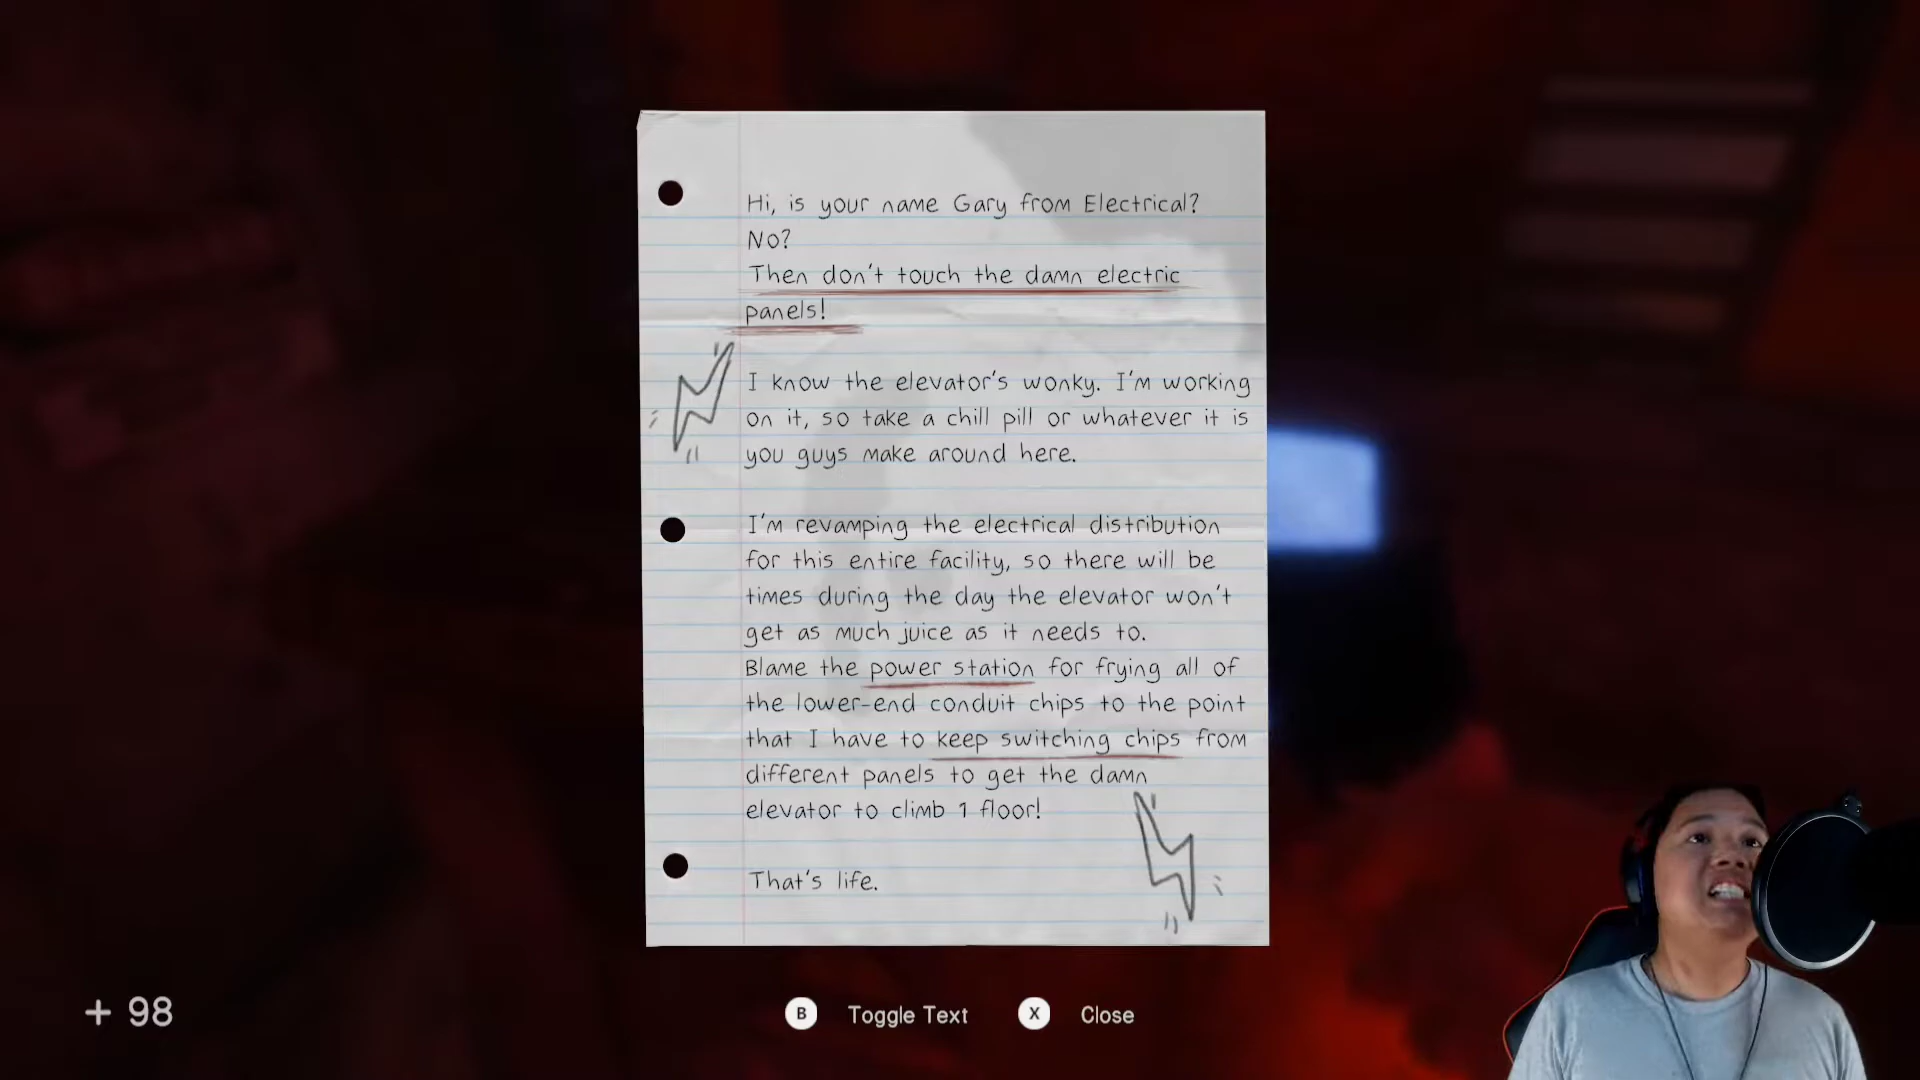 Hi, is your name Gary from Electrical?
No?
Then don't touch the damn electric
panels!
I know the elevator's wonky. I'm working
on it, so take a chill pill or whatever it is
you guys make around here.
I'm revamping the electrical distribution
for this entire facility, so there will be
times during the day the elevator won't
get as much juice as it needs to.
Blame the power station for frying all of
the lower-end conduit chips to the point
that I have to keep switching chips from
different panels to get the damn
elevator to climb 1 floor!
That's life.
+ 98
B Toggle Text X Close